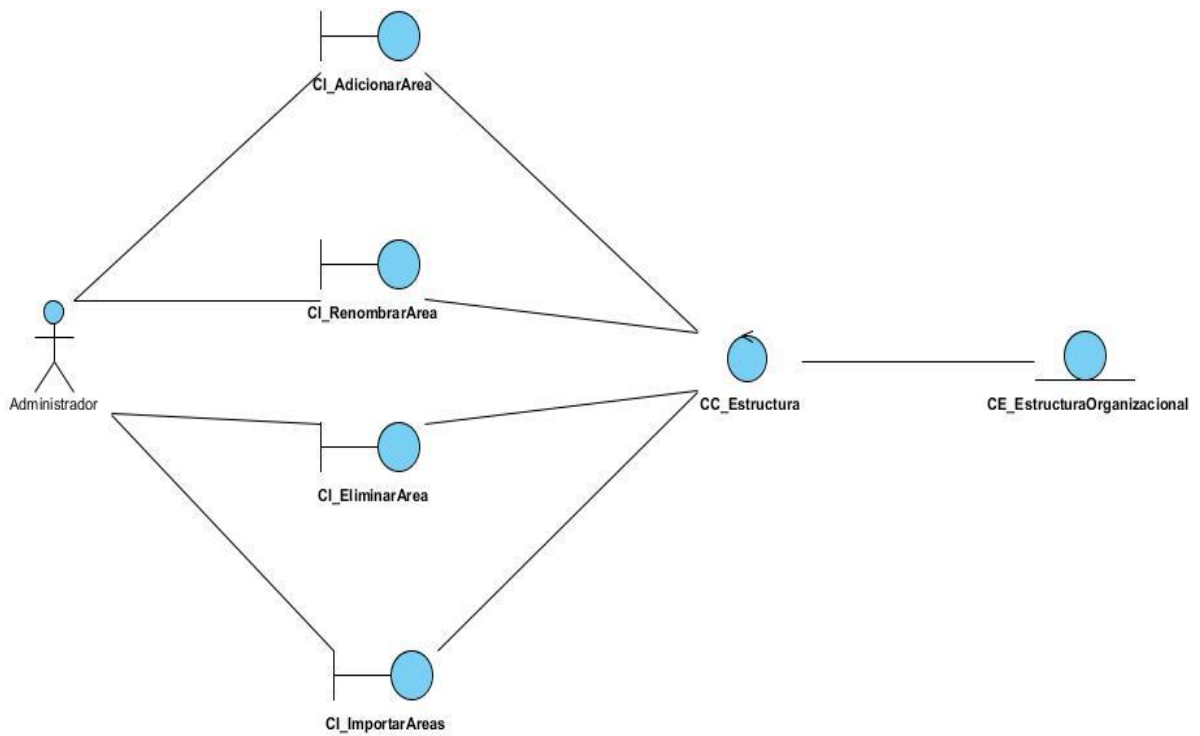 CI_AdicionarArea
CI_RenombrarArea
Administrador
CC_Estructura
CE_EstructuraOrganizacional
CI_EliminarArea
CI_ImportarAreas